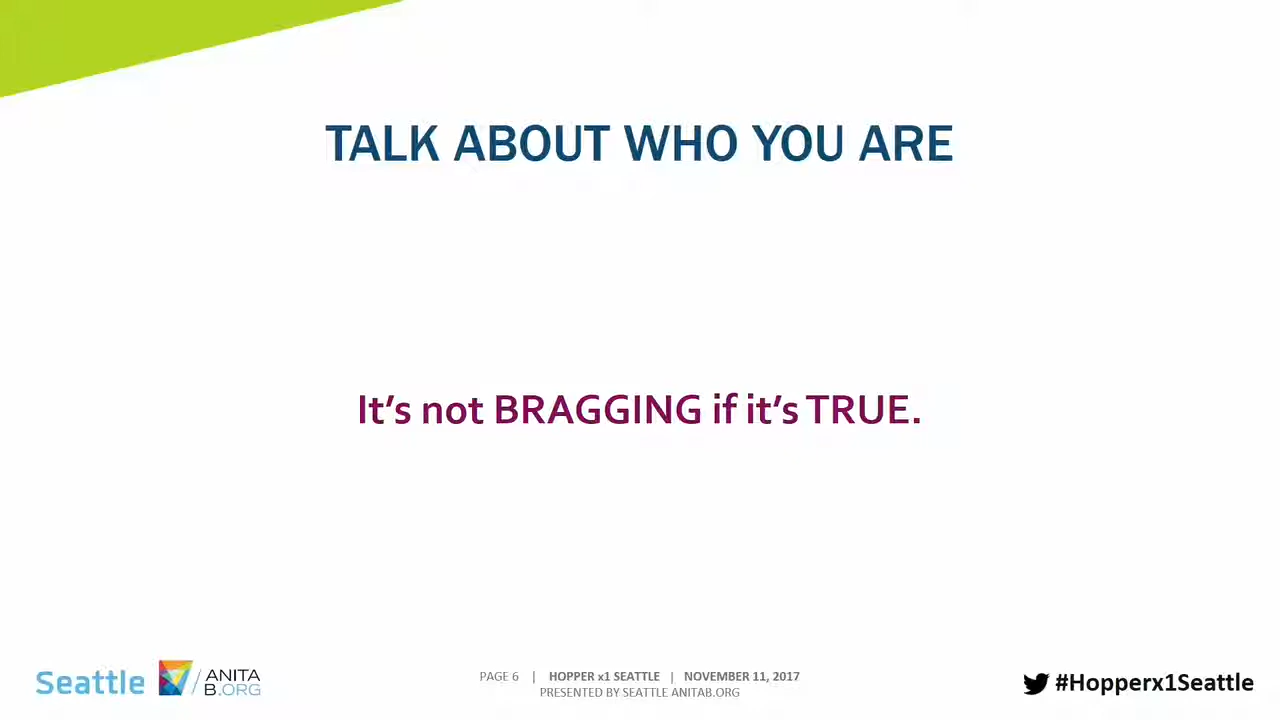 TALK ABOUT WHO YOU ARE
It's not BRAGGING if it's TRUE.
Seattle / ANITA
B.ORG
PAGE 6 | HOPPER x1 SEATTLE | NOVEMBER 11, 2017
PRESENTED BY SEATTLE ANITAB.ORG
#Hopperx1Seattle